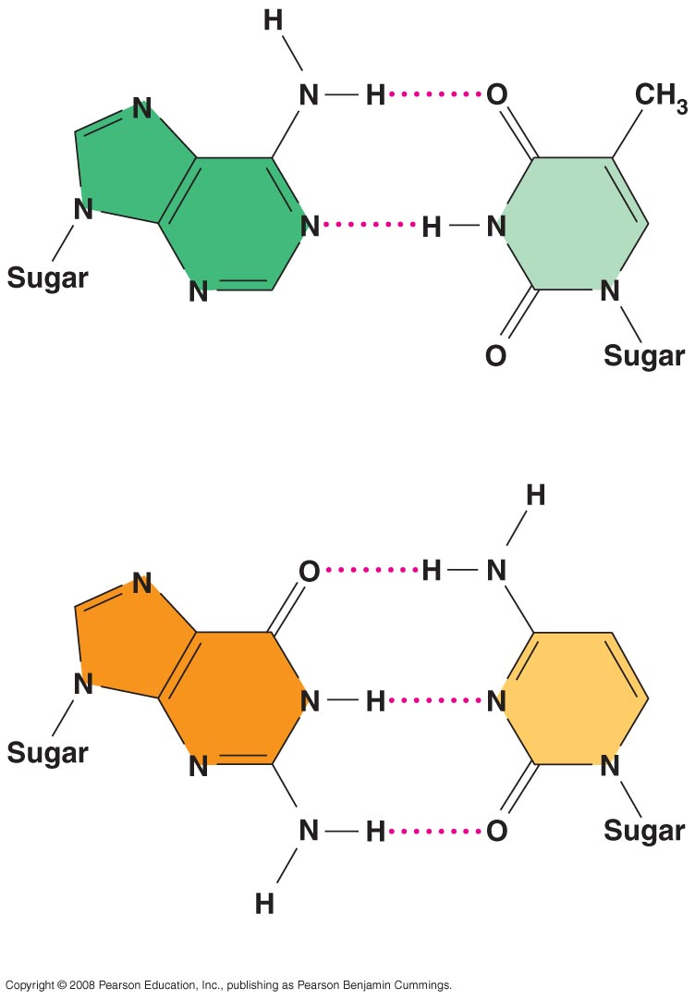 H
N H O CH3
N
N N H N
Sugar
N N
O Sugar
H
O H N
N
N N H N
Sugar
N N
N H O Sugar
H
Copyright © 2008 Pearson Education, Inc., publishing as Pearson Benjamin Cummings.